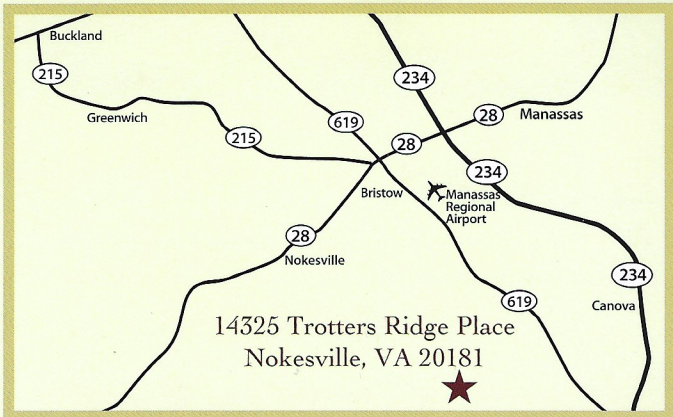 Buckland
215
Greenwich
215
619
234
28
28
Manassas
234
Bristow
Manassas
Regional
Airport
28
Nokesville
234
619
Canova
14325 Trotters Ridge Place
Nokesville, VA 20181